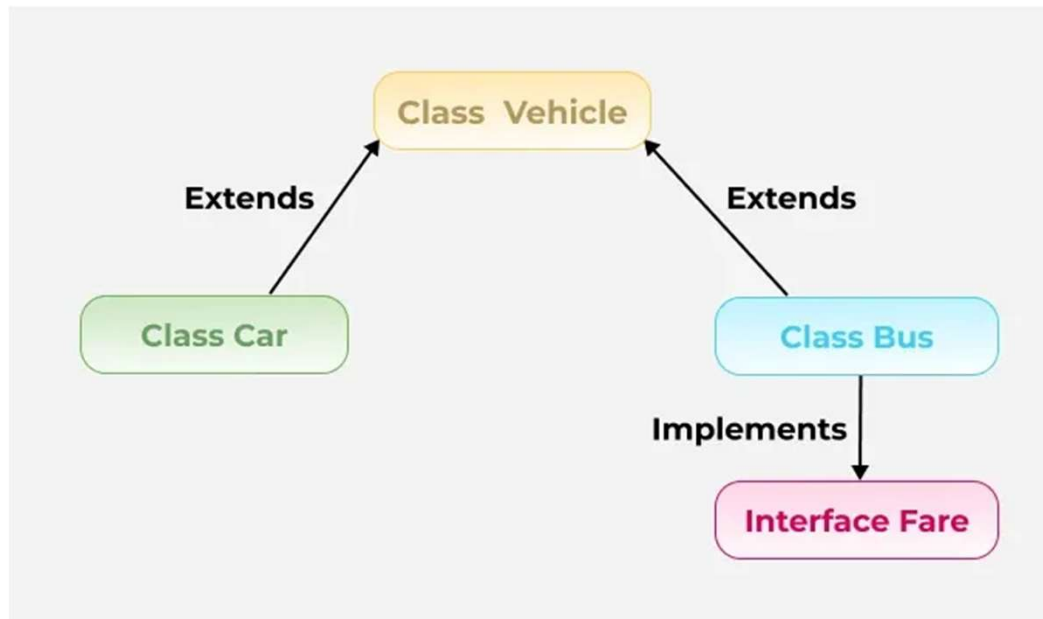 Class Vehicle
Extends
Extends
Class Car
Class Bus
Implements
Interface Fare